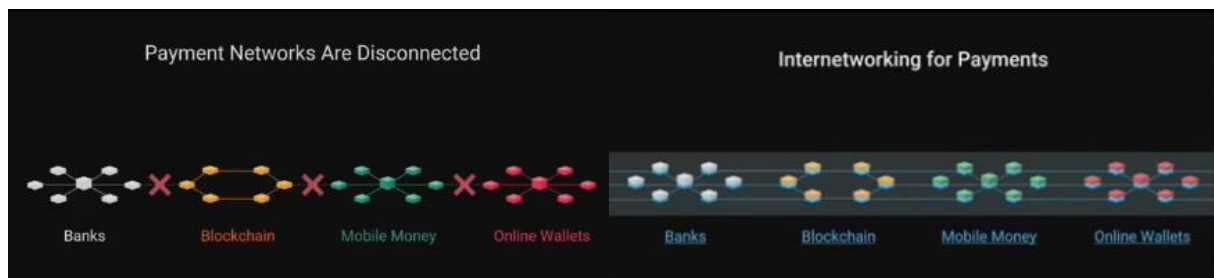 Payment Networks Are Disconnected
Banks
Blockchain
Mobile Money
Online Wallets
Internetworking for Payments
Banks
Blockchain
Mobile Money
Online Wallets